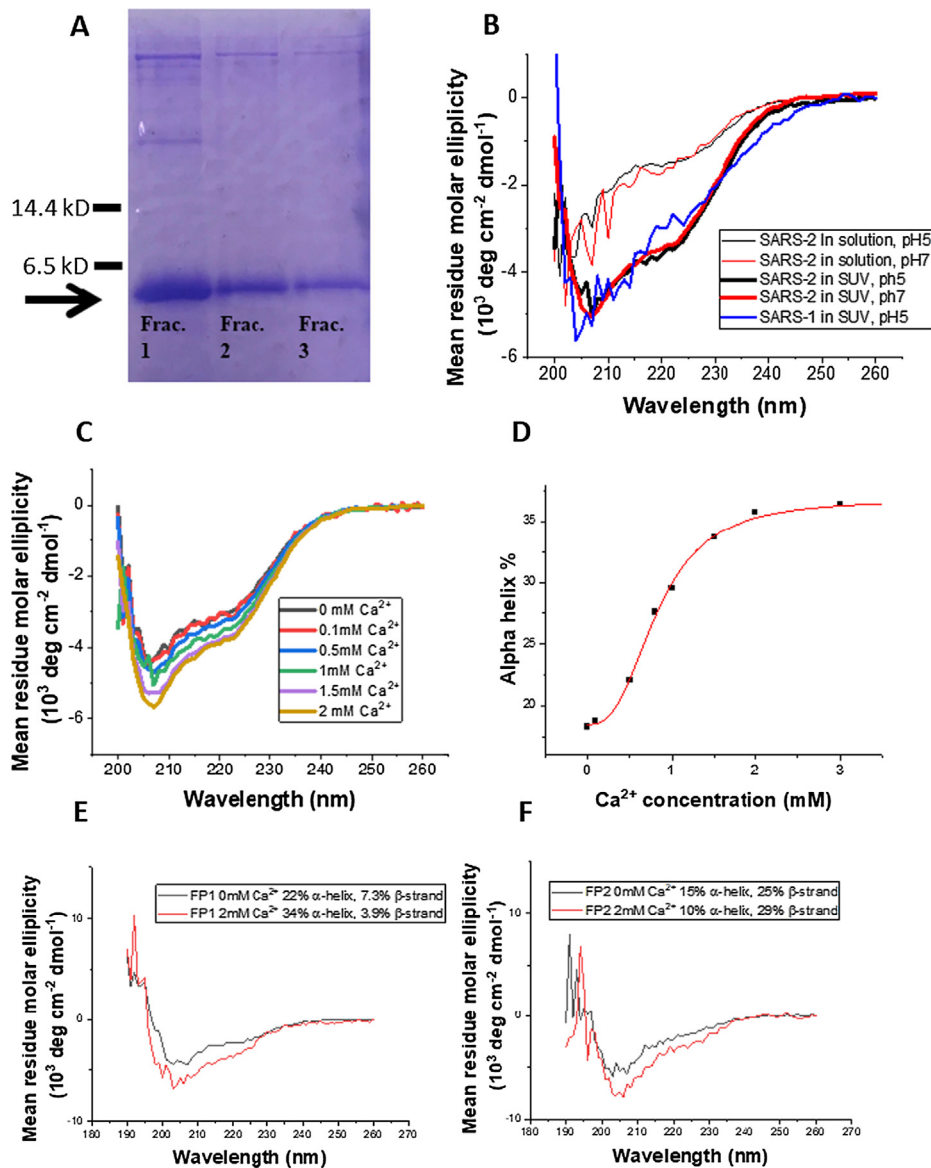 A
14.4 kD
6.5 kD
Frac. Frac. Frac.
1 2 3
B
Mean residue molar elliplicity
(10³ deg cm⁻² dmol⁻¹)
0
-2
-4
-6
SARS-2 In solution, pH5
SARS-2 in solution, pH7
SARS-2 in SUV, ph5
SARS-2 in SUV, ph7
SARS-1 in SUV, pH5
200 210 220 230 240 250 260
Wavelength (nm)
C
Mean residue molar elliplicity
(10³ deg cm⁻² dmol⁻¹)
0
-2
-4
-6
0 mM Ca²⁺
0.1mM Ca²⁺
0.5mM Ca²⁺
1mM Ca²⁺
1.5mM Ca²⁺
2 mM Ca²⁺
200 210 220 230 240 250 260
Wavelength (nm)
D
Alpha helix %
35
30
25
20
0 1 2 3
Ca²⁺ concentration (mM)
E
Mean residue molar elliplicity
(10³ deg cm⁻² dmol⁻¹)
FP1 0mM Ca²⁺ 22% α-helix, 7.3% β-strand
FP1 2mM Ca²⁺ 34% α-helix, 3.9% β-strand
10
0
-10
180 190 200 210 220 230 240 250 260 270
Wavelength (nm)
F
Mean residue molar elliplicity
(10³ deg cm⁻² dmol⁻¹)
FP2 0mM Ca²⁺ 15% α-helix, 25% β-strand
FP2 2mM Ca²⁺ 10% α-helix, 29% β-strand
10
0
-10
180 190 200 210 220 230 240 250 260 270
Wavelength (nm)